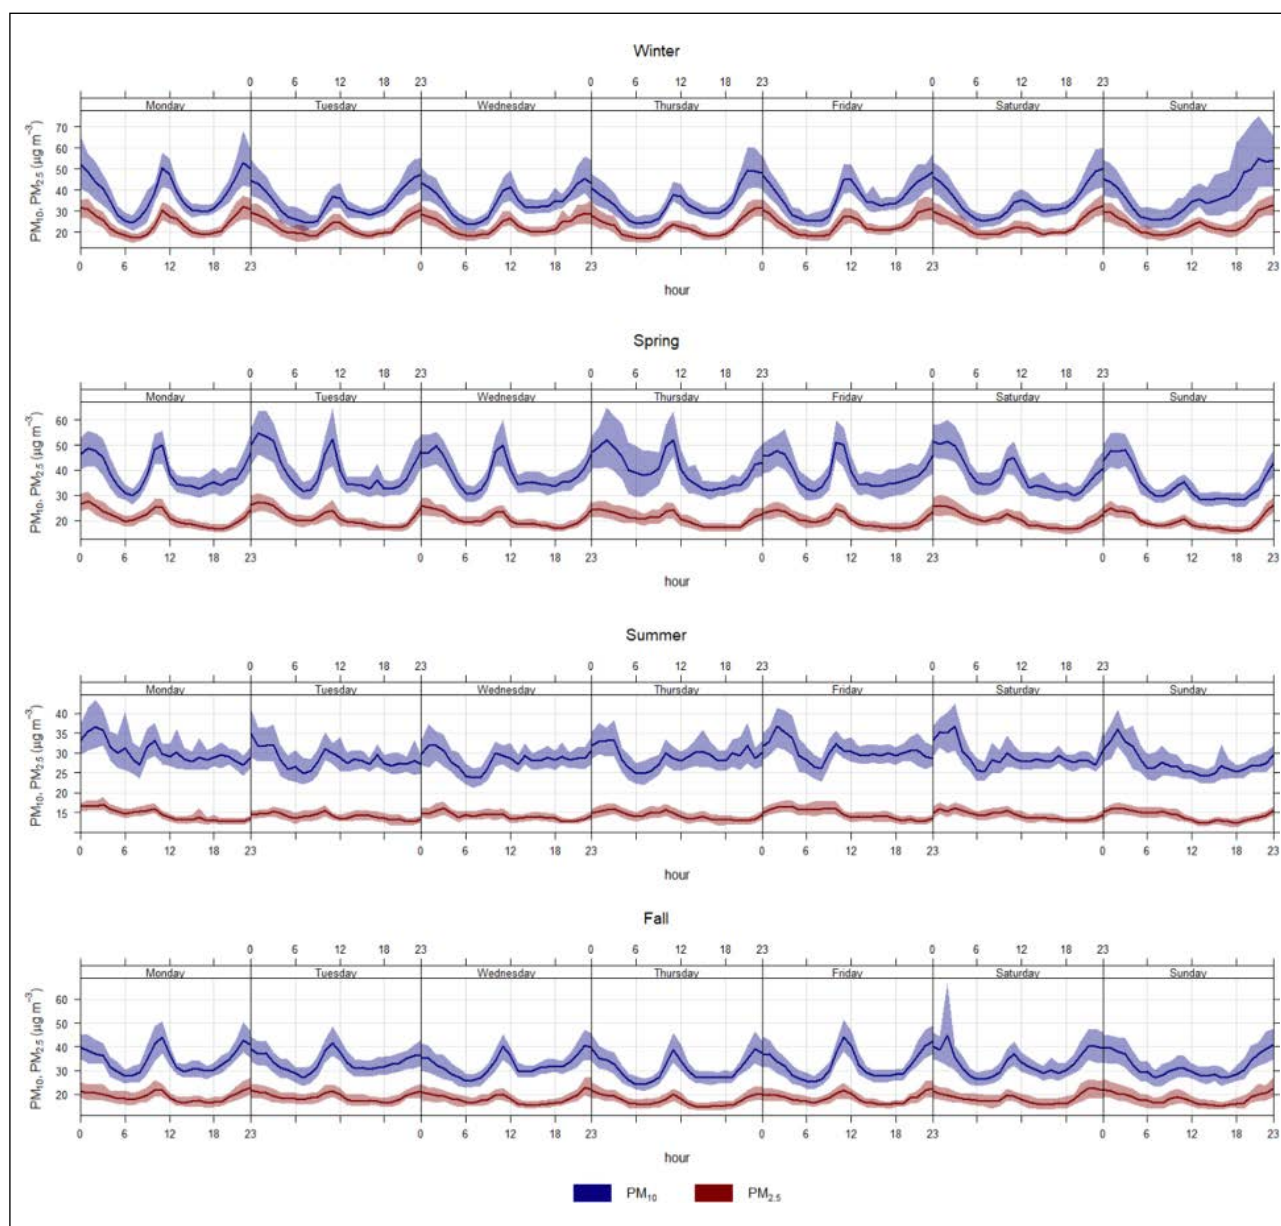 Winter
0 6 12 18 23 0 6 12 18 23 0 6 12 18 23
Monday Tuesday Wednesday Thursday Friday Saturday Sunday
PM₁₀, PM₂.₅ (µg m⁻³)
70
60
50
40
30
20
0 6 12 18 23 0 6 12 18 23 0 6 12 18 23 0 6 12 18 23
hour
Spring
0 6 12 18 23 0 6 12 18 23 0 6 12 18 23
Monday Tuesday Wednesday Thursday Friday Saturday Sunday
PM₁₀, PM₂.₅ (µg m⁻³)
60
50
40
30
20
0 6 12 18 23 0 6 12 18 23 0 6 12 18 23 0 6 12 18 23
hour
Summer
0 6 12 18 23 0 6 12 18 23 0 6 12 18 23
Monday Tuesday Wednesday Thursday Friday Saturday Sunday
PM₁₀, PM₂.₅ (µg m⁻³)
40
35
30
25
20
15
0 6 12 18 23 0 6 12 18 23 0 6 12 18 23 0 6 12 18 23
hour
Fall
0 6 12 18 23 0 6 12 18 23 0 6 12 18 23
Monday Tuesday Wednesday Thursday Friday Saturday Sunday
PM₁₀, PM₂.₅ (µg m⁻³)
60
50
40
30
20
0 6 12 18 23 0 6 12 18 23 0 6 12 18 23 0 6 12 18 23
hour
PM₁₀ PM₂.₅